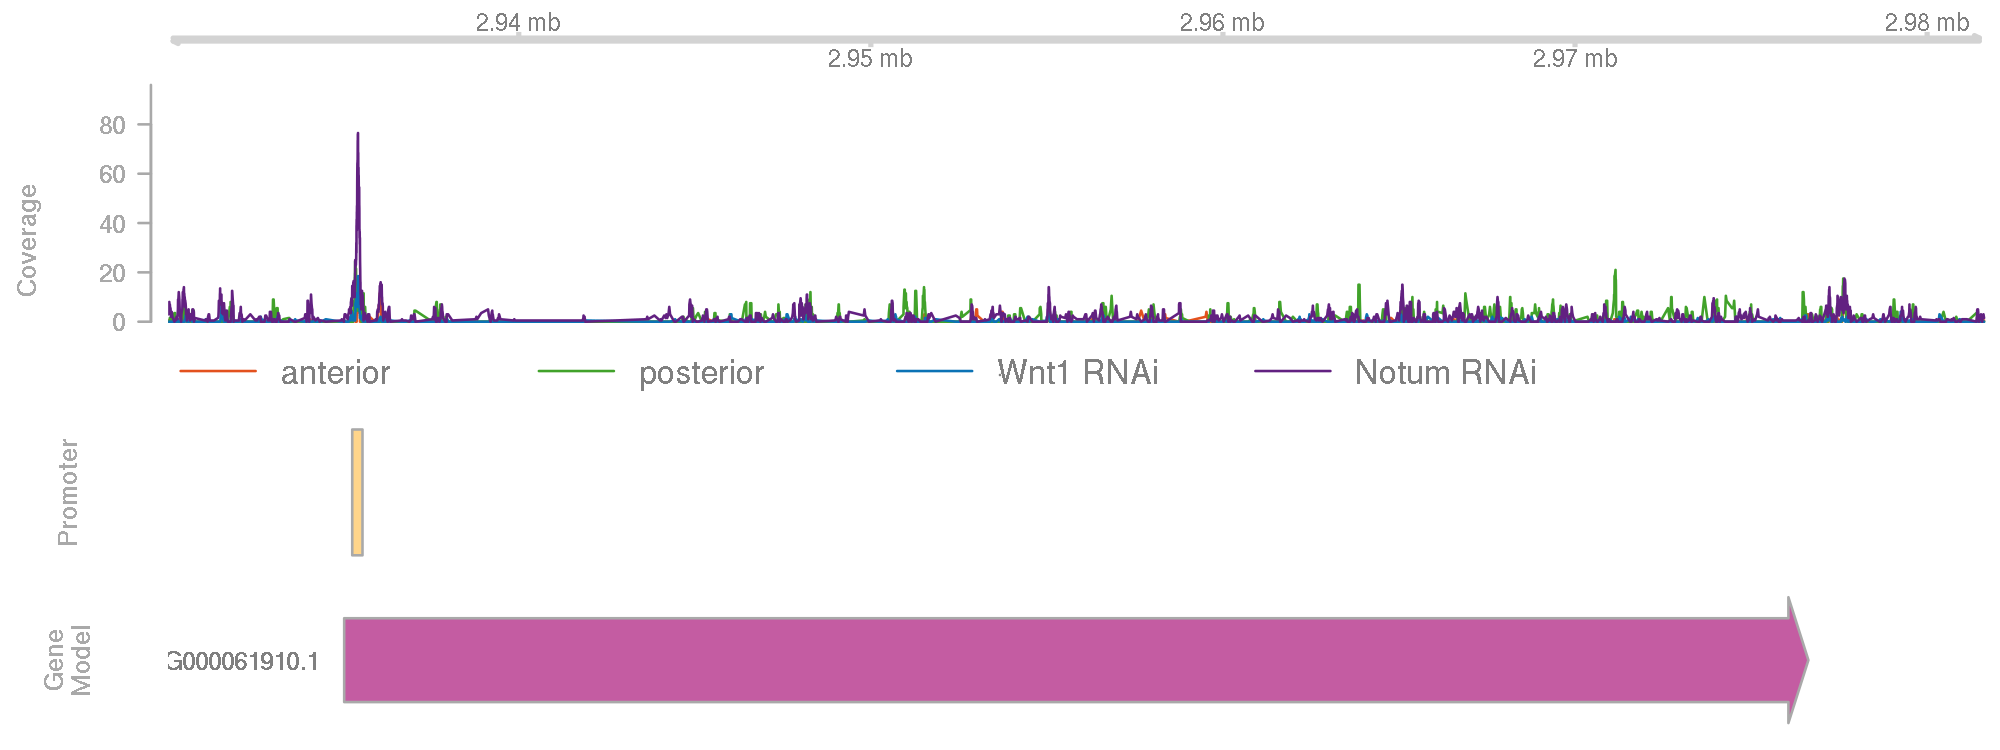 2.94 mb
2.96 mb
2.98 mb
2.95 mb
2.97 mb
Coverage
80
60
40
20
0
anterior posterior Wnt1 RNAi Notum RNAi
Promoter
Gene
Model
G000061910.1